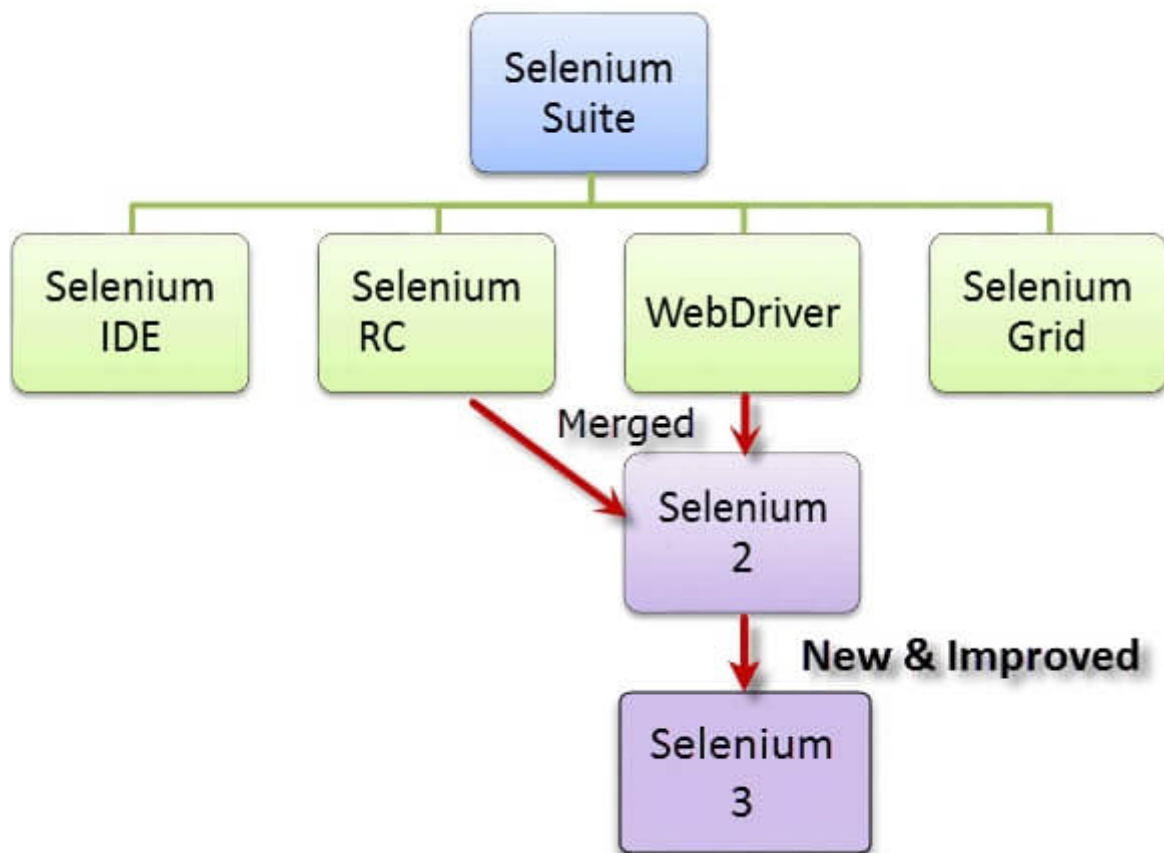 Selenium
Suite
Selenium
IDE
Selenium
RC
WebDriver
Selenium
Grid
Merged
Selenium
2
New & Improved
Selenium
3